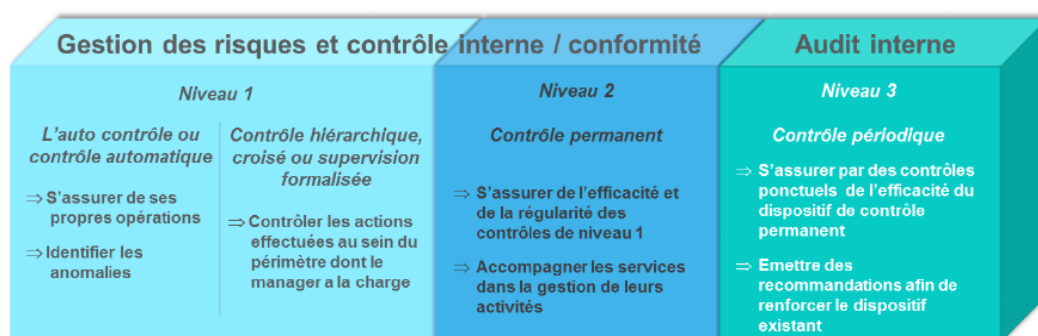 Gestion des risques et contrôle interne / conformité
Audit interne
Niveau 1
L'auto contrôle ou
contrôle automatique
⇒ S'assurer de ses
propres opérations
⇒ Identifier les
anomalies
Contrôle hiérarchique,
croisé ou supervision
formalisée
⇒ Contrôler les actions
effectuées au sein du
périmètre dont le
manager a la charge
Niveau 2
Contrôle permanent
⇒ S'assurer de l'efficacité et
de la régularité des
contrôles de niveau 1
⇒ Accompagner les services
dans la gestion de leurs
activités
Niveau 3
Contrôle périodique
⇒ S'assurer par des contrôles
ponctuels de l'efficacité du
dispositif de contrôle
permanent
⇒ Emettre des
recommandations afin de
renforcer le dispositif
existant